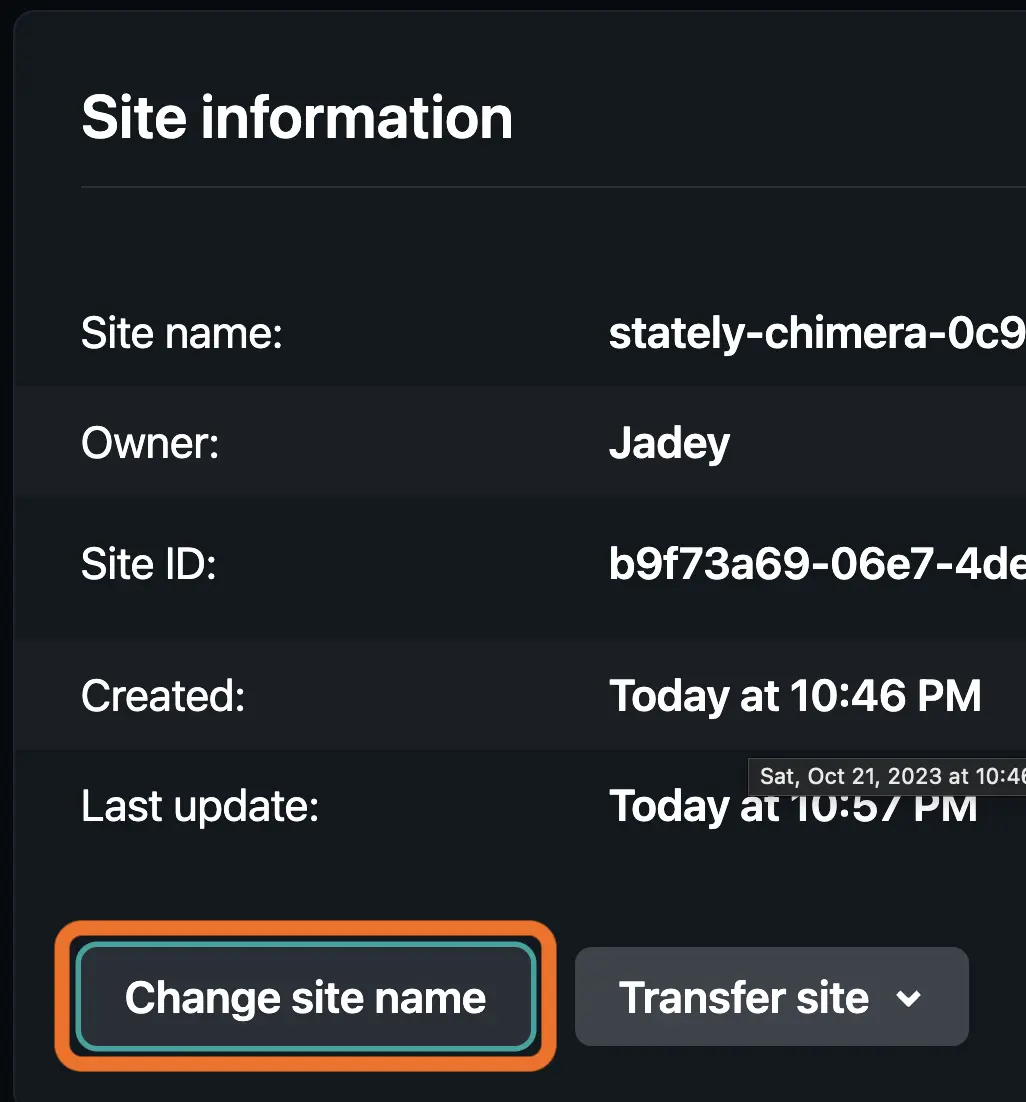 Site information
Site name: stately-chimera-0c9
Owner: Jadey
Site ID: b9f73a69-06e7-4de
Created: Today at 10:46 PM
Sat, Oct 21, 2023 at 10:46
Last update: Today at 10:57 PM
Change site name Transfer site